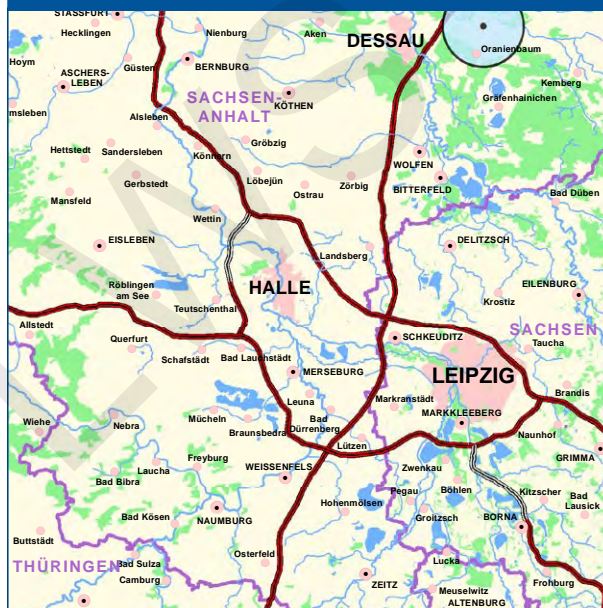 STASSFURT
Hecklingen
Nienburg
Aken
DESSAU
Oranienbaum
Hoym
Güsten
BERNBURG
Kemberg
ASCHERS-
LEBEN
SACHSEN-
ANHALT
KÖTHEN
Gräfenhainichen
msleben
Alsleben
Hettstedt
Sandersleben
Könnern
Gröbzig
WOLFEN
Gerbstedt
Löbejün
Zörbig
BITTERFELD
Mansfeld
Ostrau
Bad Düben
Wettin
EISLEBEN
DELITZSCH
Landsberg
Röblingen
am See
HALLE
EILENBURG
Teutschenthal
Krostiz
Allstedt
SACHSEN
Querfurt
SCHKEUDITZ
Taucha
Schafstädt
Bad Lauchstädt
MERSEBURG
LEIPZIG
Brandis
Leuna
Markranstädt
Wiehe
Nebra
Mücheln
Bad
Dürrenberg
MARKKLEEBERG
Braunsbedra
Lützen
Naunhof
Freyburg
GRIMMA
Laucha
WEISSENFELS
Zwenkau
Bad Bibra
Böhlen
Pegau
Kitzscher
Bad
Lausick
Hohenmölsen
Groitzsch
NAUMBURG
Bad Kösen
BORNA
Buttstädt
THÜRINGEN
Bad Sulza
Osterfeld
Lucka
Camburg
ZEITZ
Frohburg
Meuselwitz
ALTENBURG